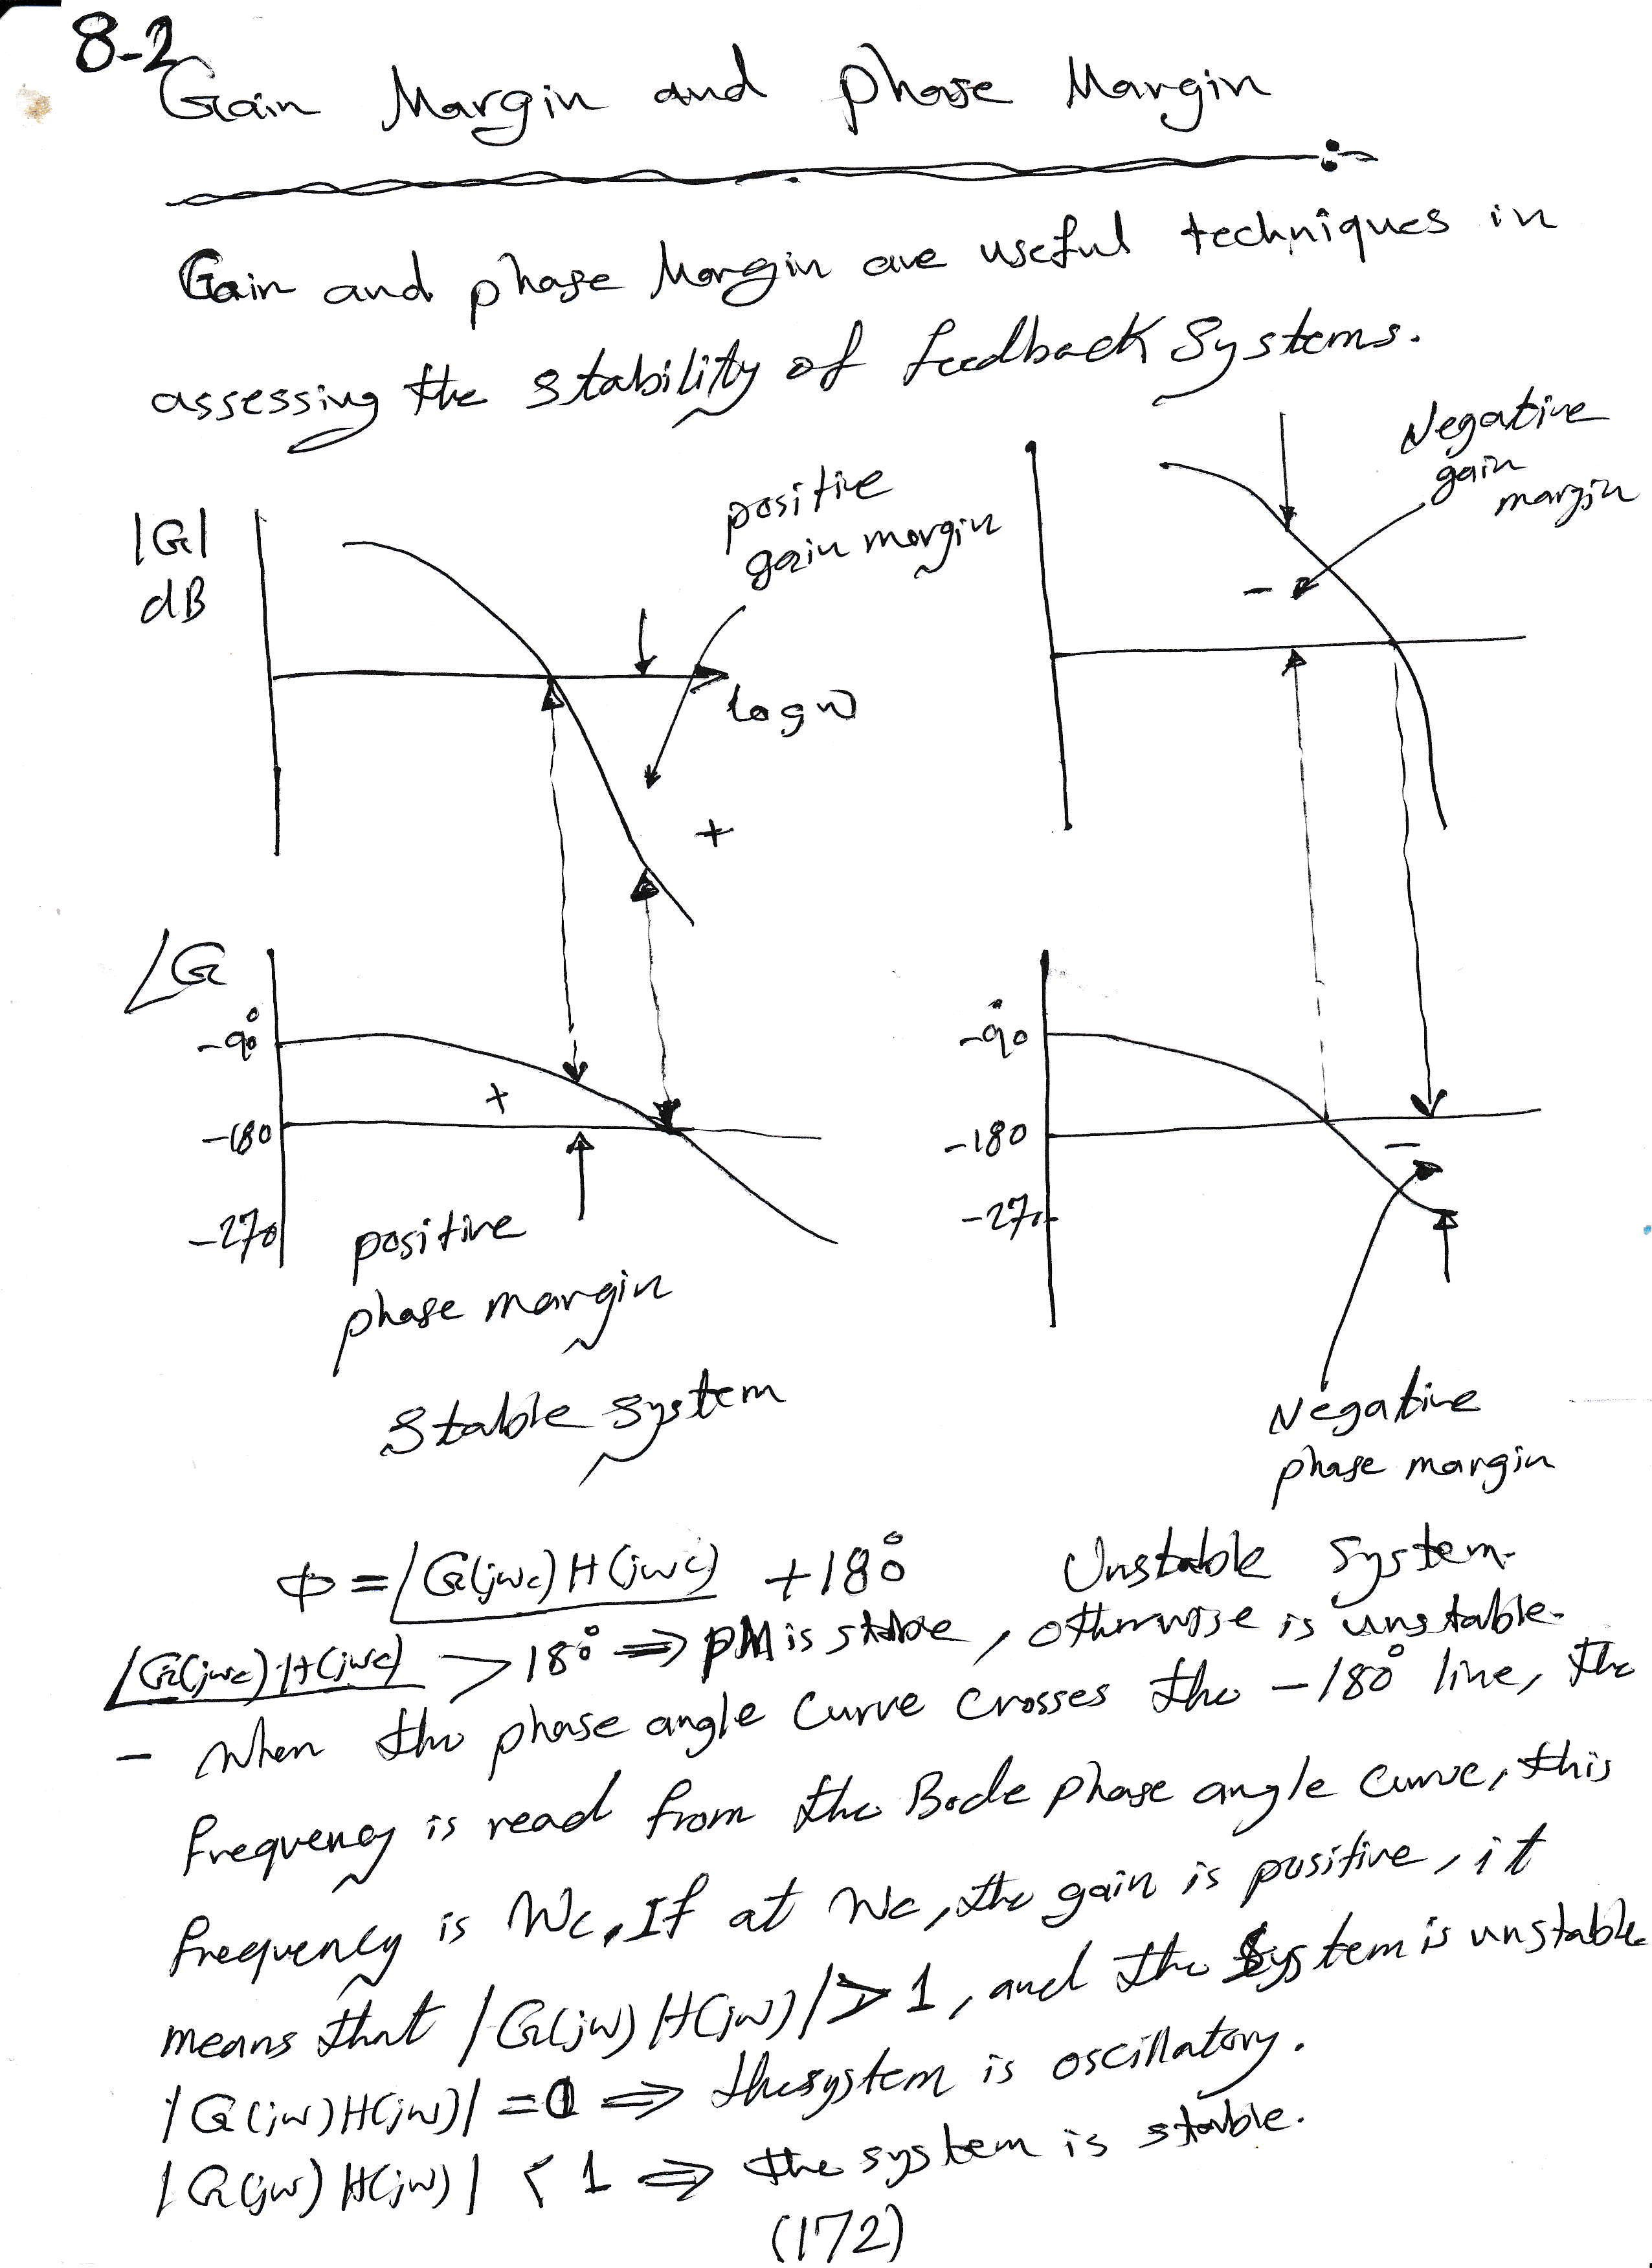 8-2
Gain Margin and phase Margin
Gain and phase Margin are useful techniques in
assessing the stability of feedback Systems.
|G|
dB
positive
gain margin
log w
+
Negative
gain
margin
-
∠G
-90°
-180
-270
+
positive
phase margin
Stable system
-90°
-180
-270
-
Negative
phase margin
Φ = ∠G(jwc) H(jwc) + 180°
Unstable System.
∠G(jwc) H(jwc) > 180° ⇒ PM is stable, otherwise is unstable.
- When the phase angle curve crosses the -180° line, the
frequency is read from the Bode phase angle curve, this
frequency is Wc, If at Wc, the gain is positive, it
means that |G(jw) H(jw)| > 1, and the System is unstable
|G(jw)H(jw)| = ⇒ the system is oscillatory.
|G(jw) H(jw)| < 1 ⇒ the system is stable.
(172)